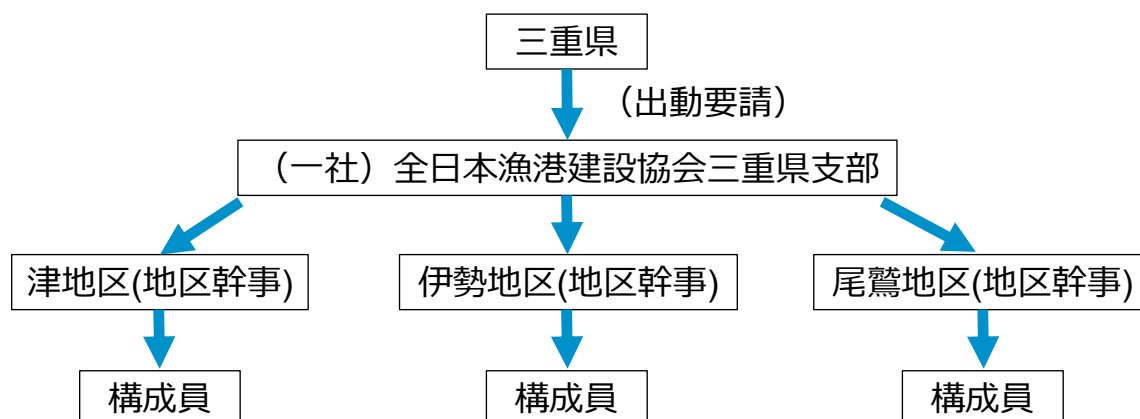 三重県
（出動要請）
（一社）全日本漁港建設協会三重県支部
津地区(地区幹事)
伊勢地区(地区幹事)
尾鷲地区(地区幹事)
構成員
構成員
構成員